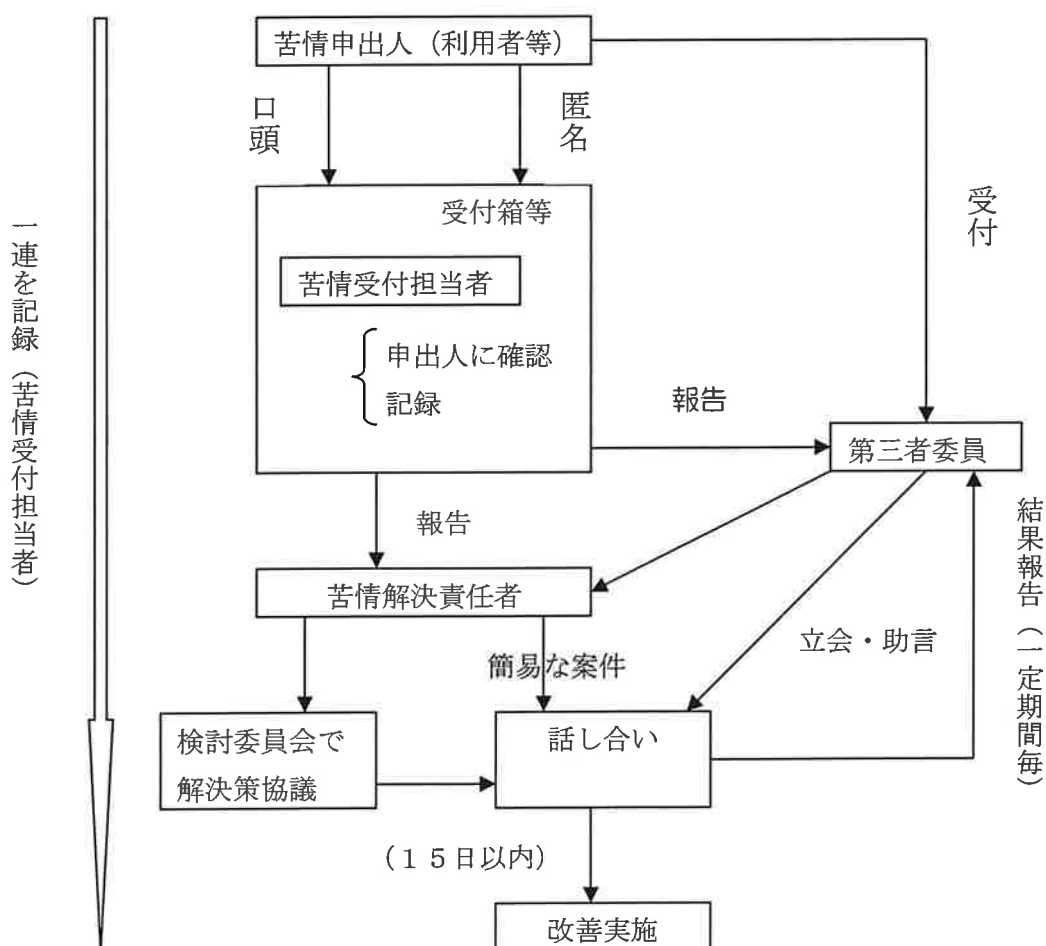 苦情申出人（利用者等）
口頭
匿名
受付
受付箱等
苦情受付担当者
申出人に確認
記録
報告
第三者委員
報告
苦情解決責任者
簡易な案件
立会・助言
検討委員会で
解決策協議
話し合い
結果報告（一定期間毎）
（１５日以内）
改善実施
一連を記録（苦情受付担当者）